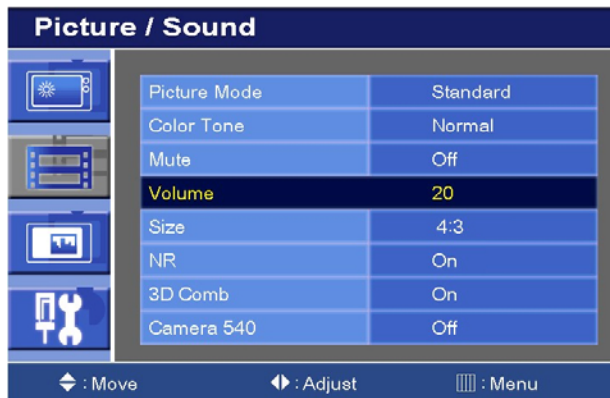 Picture / Sound
Picture Mode Standard
Color Tone Normal
Mute Off
Volume 20
Size 4:3
NR On
3D Comb On
Camera 540 Off
: Move : Adjust : Menu